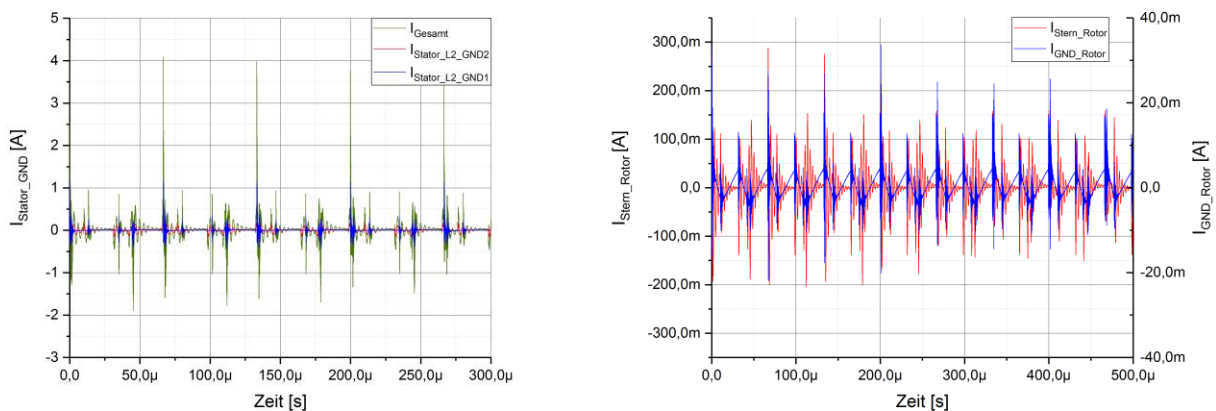 5
4
3
2
1
0
-1
-2
-3
I_Stator_GND [A]
I_Gesamt
I_Stator_L2_GND2
I_Stator_L2_GND1
0,0 50,0µ 100,0µ 150,0µ 200,0µ 250,0µ 300,0µ
Zeit [s]
300,0m
200,0m
100,0m
0,0
-100,0m
-200,0m
-300,0m
I_Stern_Rotor [A]
I_Stern_Rotor
I_GND_Rotor
40,0m
20,0m
0,0
-20,0m
-40,0m
I_GND_Rotor [A]
0,0 100,0µ 200,0µ 300,0µ 400,0µ 500,0µ
Zeit [s]